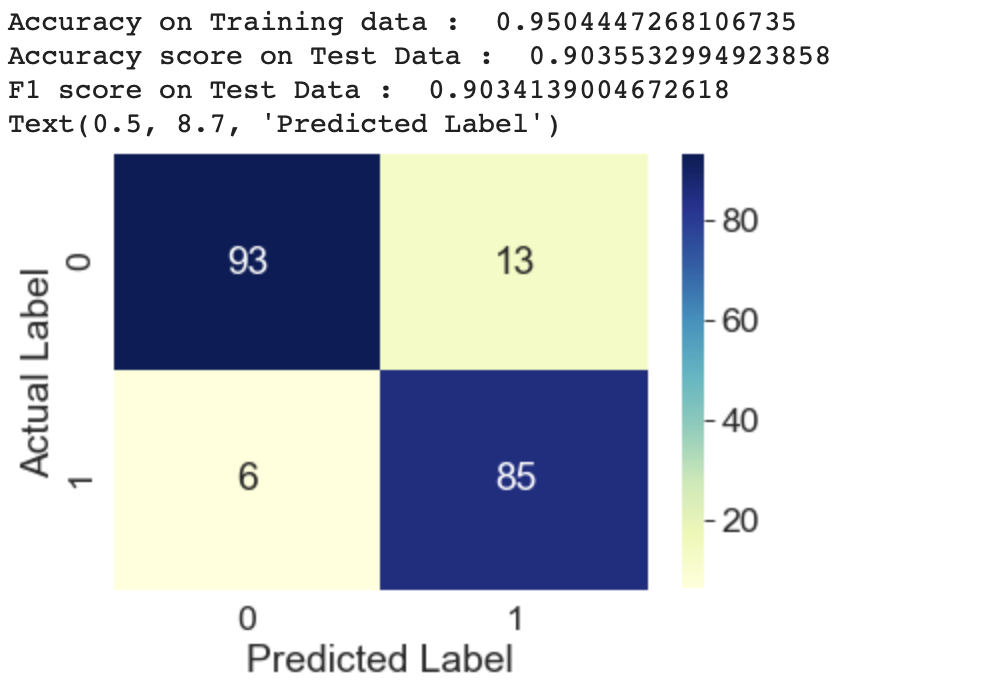 Accuracy on Training data :  0.9504447268106735
Accuracy score on Test Data :  0.9035532994923858
F1 score on Test Data :  0.9034139004672618
Text(0.5, 8.7, 'Predicted Label')
Actual Label
0
93
13
1
6
85
80
60
40
20
0
1
Predicted Label